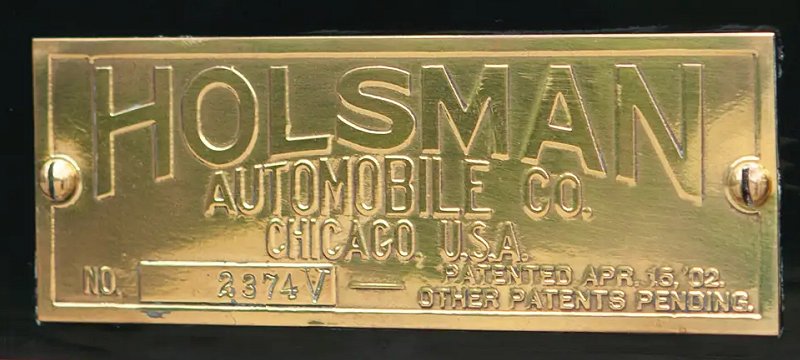 HOLSMAN
AUTOMOBILE CO.
CHICAGO, U.S.A.
NO. 2374V — PATENTED APR. 15, '02.
OTHER PATENTS PENDING.